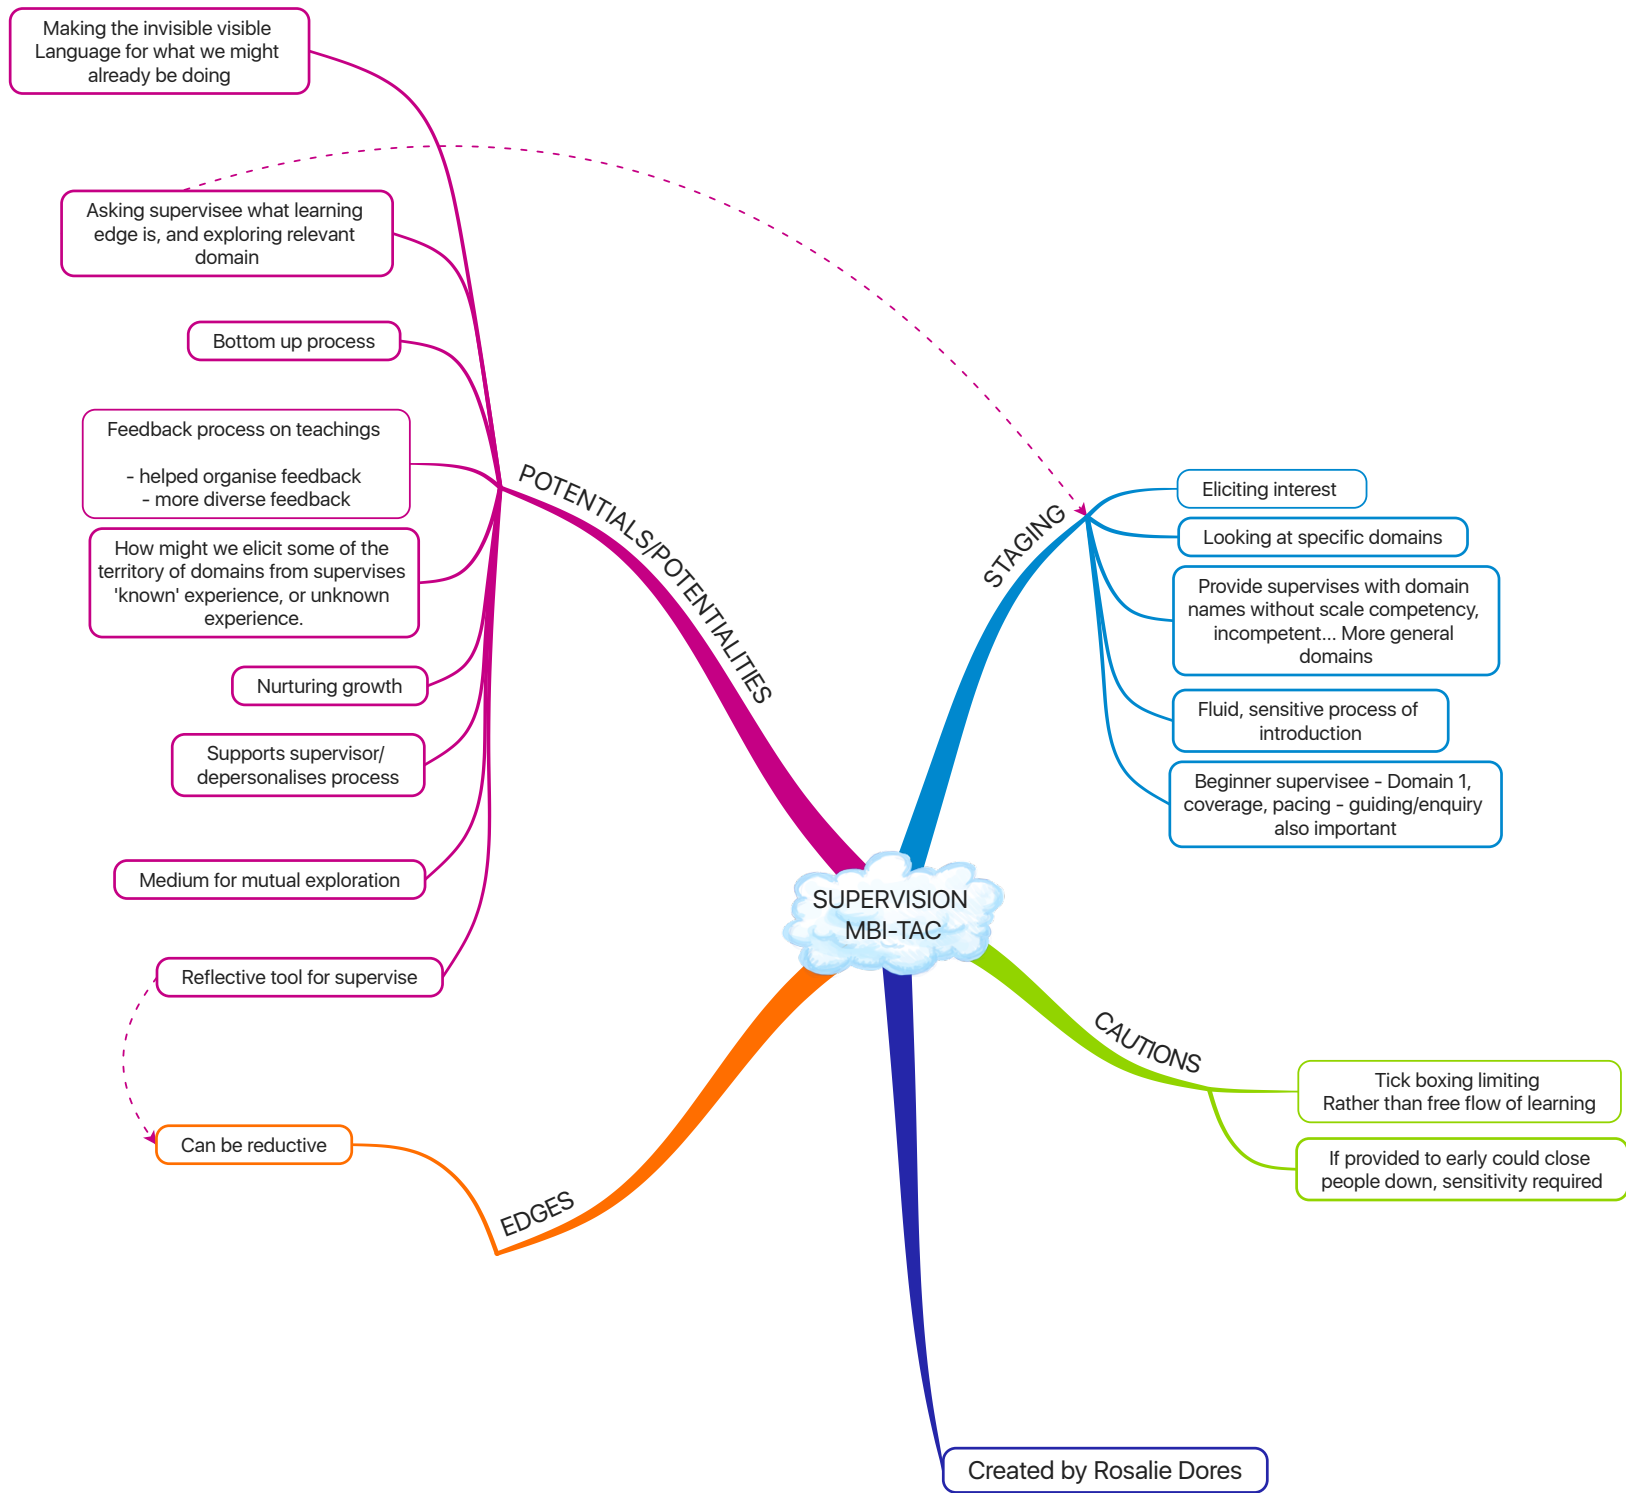 Making the invisible visible
Language for what we might
already be doing
Asking supervisee what learning
edge is, and exploring relevant
domain
Bottom up process
Feedback process on teachings
- helped organise feedback
- more diverse feedback
How might we elicit some of the
territory of domains from supervises
'known' experience, or unknown
experience.
Nurturing growth
Supports supervisor/
depersonalises process
Medium for mutual exploration
Reflective tool for supervise
POTENTIALS/POTENTIALITIES
STAGING
Eliciting interest
Looking at specific domains
Provide supervises with domain
names without scale competency,
incompetent... More general
domains
Fluid, sensitive process of
introduction
Beginner supervisee - Domain 1,
coverage, pacing - guiding/enquiry
also important
SUPERVISION
MBI-TAC
CAUTIONS
Tick boxing limiting
Rather than free flow of learning
If provided to early could close
people down, sensitivity required
EDGES
Can be reductive
Created by Rosalie Dores